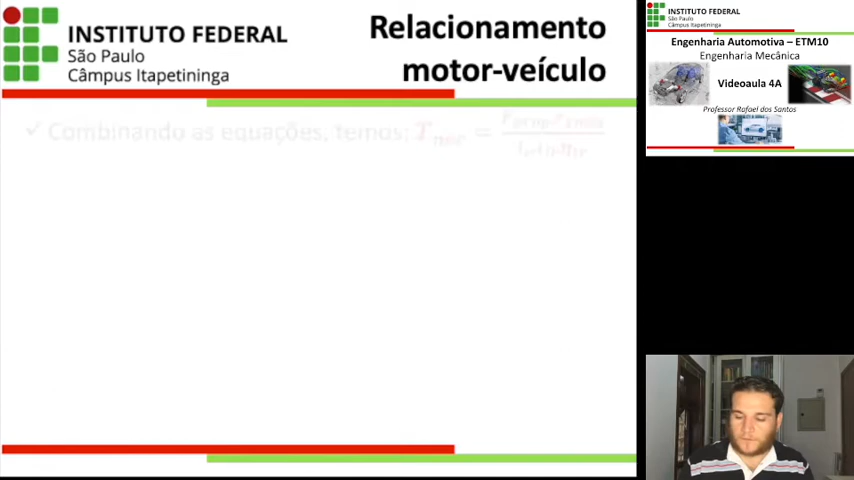 INSTITUTO FEDERAL
São Paulo
Câmpus Itapetininga
Relacionamento
motor-veículo
✓ Combinando as equações, temos:
INSTITUTO FEDERAL
São Paulo
Câmpus Itapetininga
Engenharia Automotiva – ETM10
Engenharia Mecânica
Videoaula 4A
Professor Rafael dos Santos